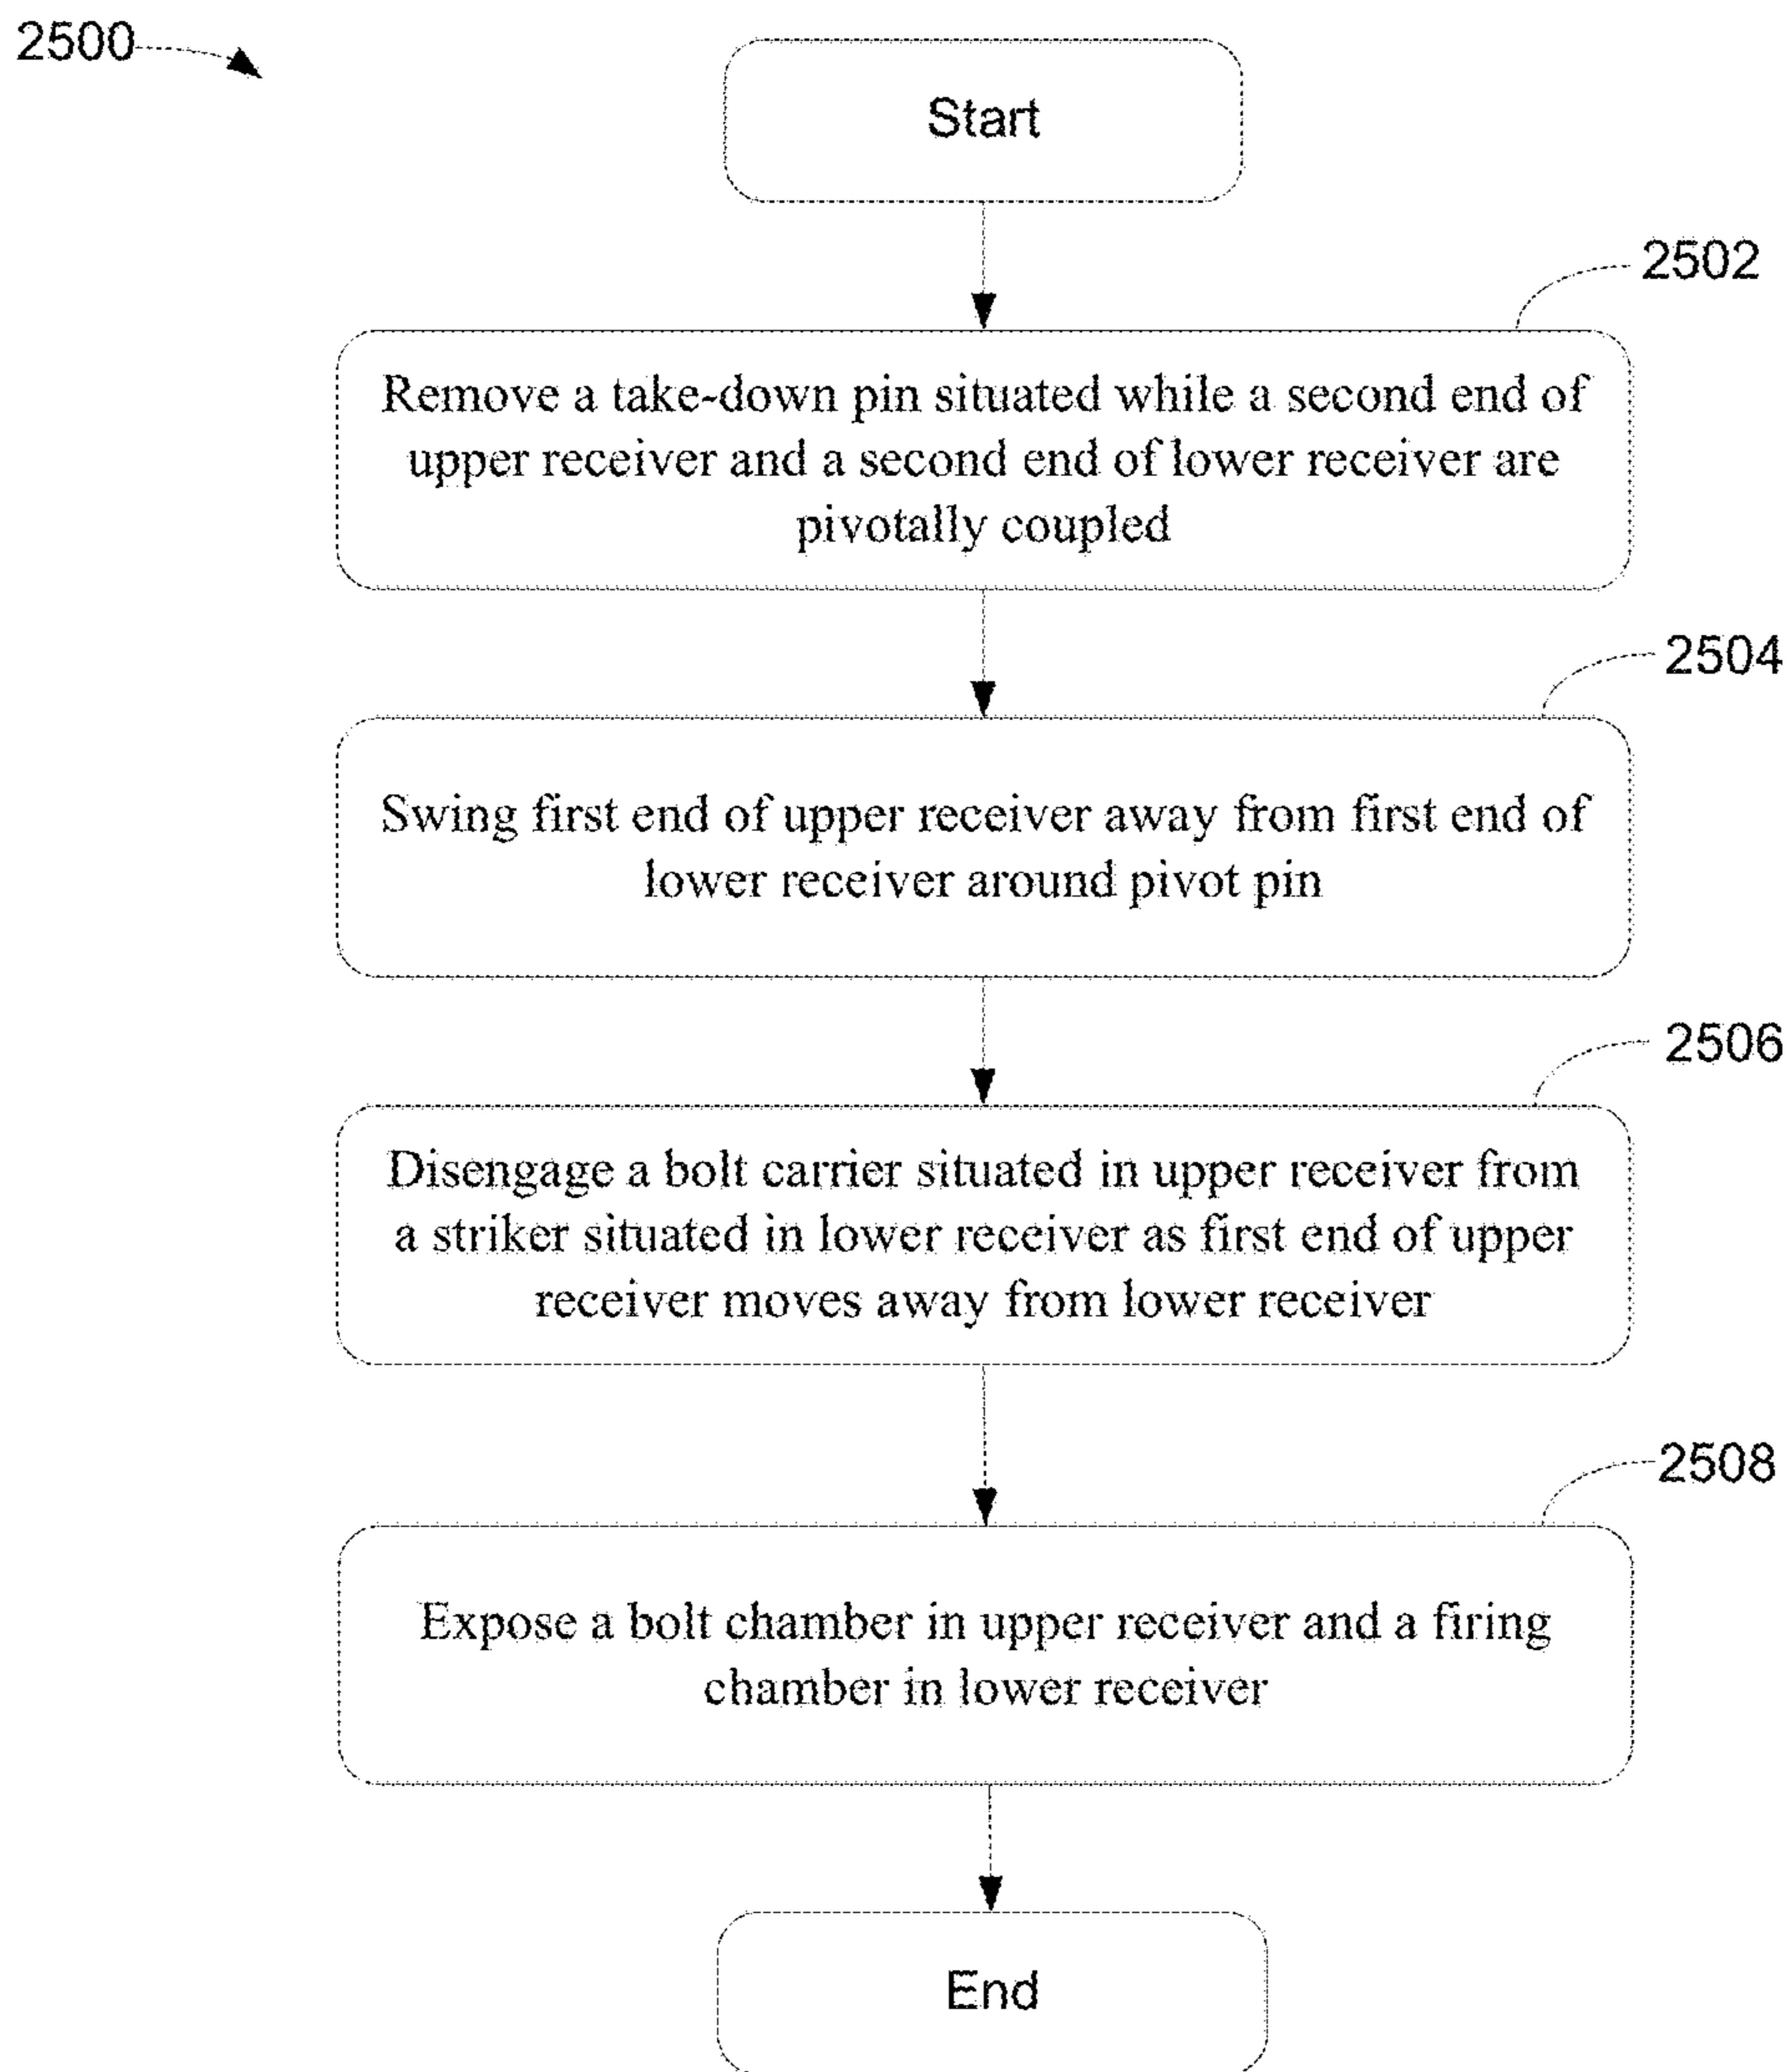 2500
Start
2502
Remove a take-down pin situated while a second end of
upper receiver and a second end of lower receiver are
pivotally coupled
2504
Swing first end of upper receiver away from first end of
lower receiver around pivot pin
2506
Disengage a bolt carrier situated in upper receiver from
a striker situated in lower receiver as first end of upper
receiver moves away from lower receiver
2508
Expose a bolt chamber in upper receiver and a firing
chamber in lower receiver
End